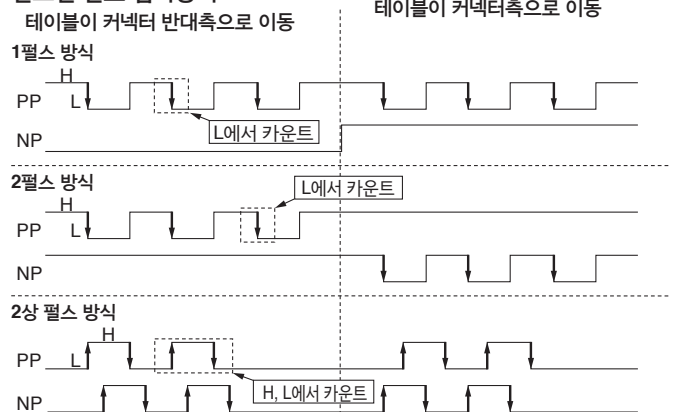 테이블이 커넥터 반대측으로 이동
테이블이 커넥터측으로 이동
1펄스 방식
H
PP L
L에서 카운트
NP
2펄스 방식
L에서 카운트
H
PP L
NP
2상 펄스 방식
H
PP L
H, L에서 카운트
NP